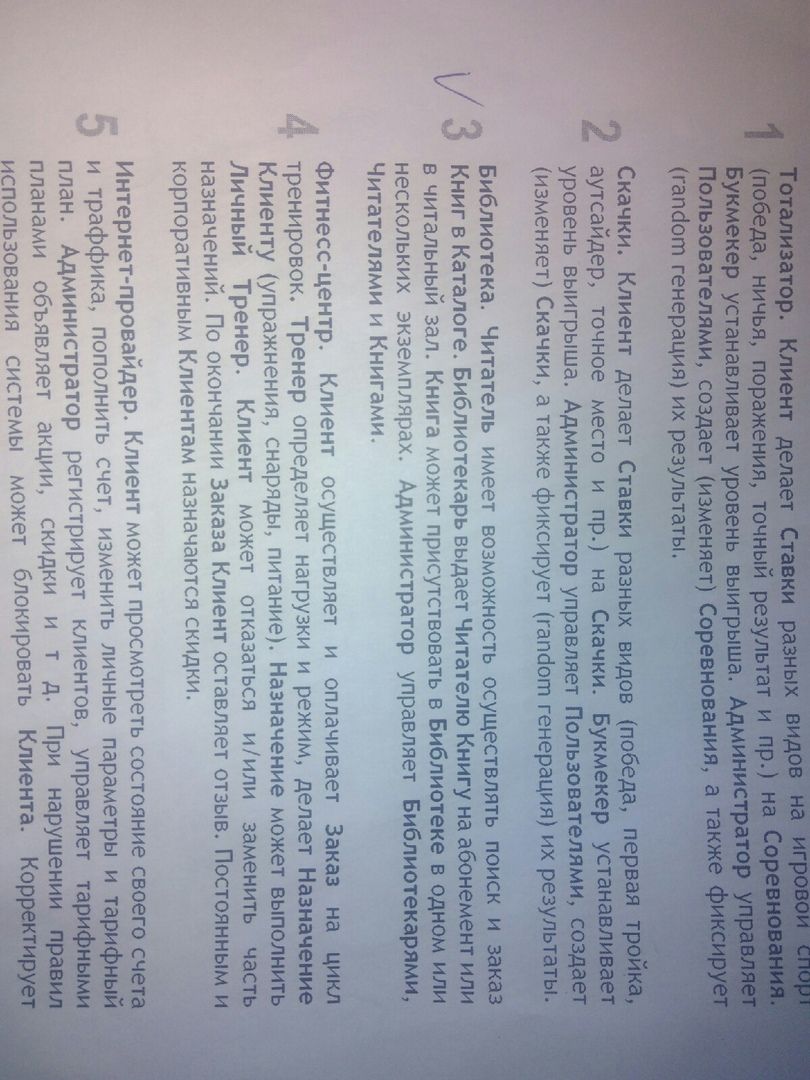 1
Тотализатор. Клиент делает Ставки разных видов на игровой
(победа, ничья, поражения, точный результат и пр.) на Соревнования.
Букмекер устанавливает уровень выигрыша. Администратор управляет
Пользователями, создает (изменяет) Соревнования, а также фиксирует
(random генерация) их результаты.
2
Скачки. Клиент делает Ставки разных видов (победа, первая тройка,
аутсайдер, точное место и пр.) на Скачки. Букмекер устанавливает
уровень выигрыша. Администратор управляет Пользователями, создает
(изменяет) Скачки, а также фиксирует (random генерация) их результаты.
3
Библиотека. Читатель имеет возможность осуществлять поиск и заказ
Книг в Каталоге. Библиотекарь выдает Читателю Книгу на абонемент или
в читальный зал. Книга может присутствовать в Библиотеке в одном или
нескольких экземплярах. Администратор управляет Библиотекарями,
Читателями и Книгами.
4
Фитнесс-центр. Клиент осуществляет и оплачивает Заказ на цикл
тренировок. Тренер определяет нагрузки и режим, делает Назначение
Клиенту (упражнения, снаряды, питание). Назначение может выполнить
Личный Тренер. Клиент может отказаться и/или заменить часть
назначений. По окончании Заказа Клиент оставляет отзыв. Постоянным и
корпоративным Клиентам назначаются скидки.
5
Интернет-провайдер. Клиент может просмотреть состояние своего счета
и траффика, пополнить счет, изменить личные параметры и тарифный
план. Администратор регистрирует клиентов, управляет тарифными
планами объявляет акции, скидки и т д. При нарушении правил
использования системы может блокировать Клиента. Корректирует